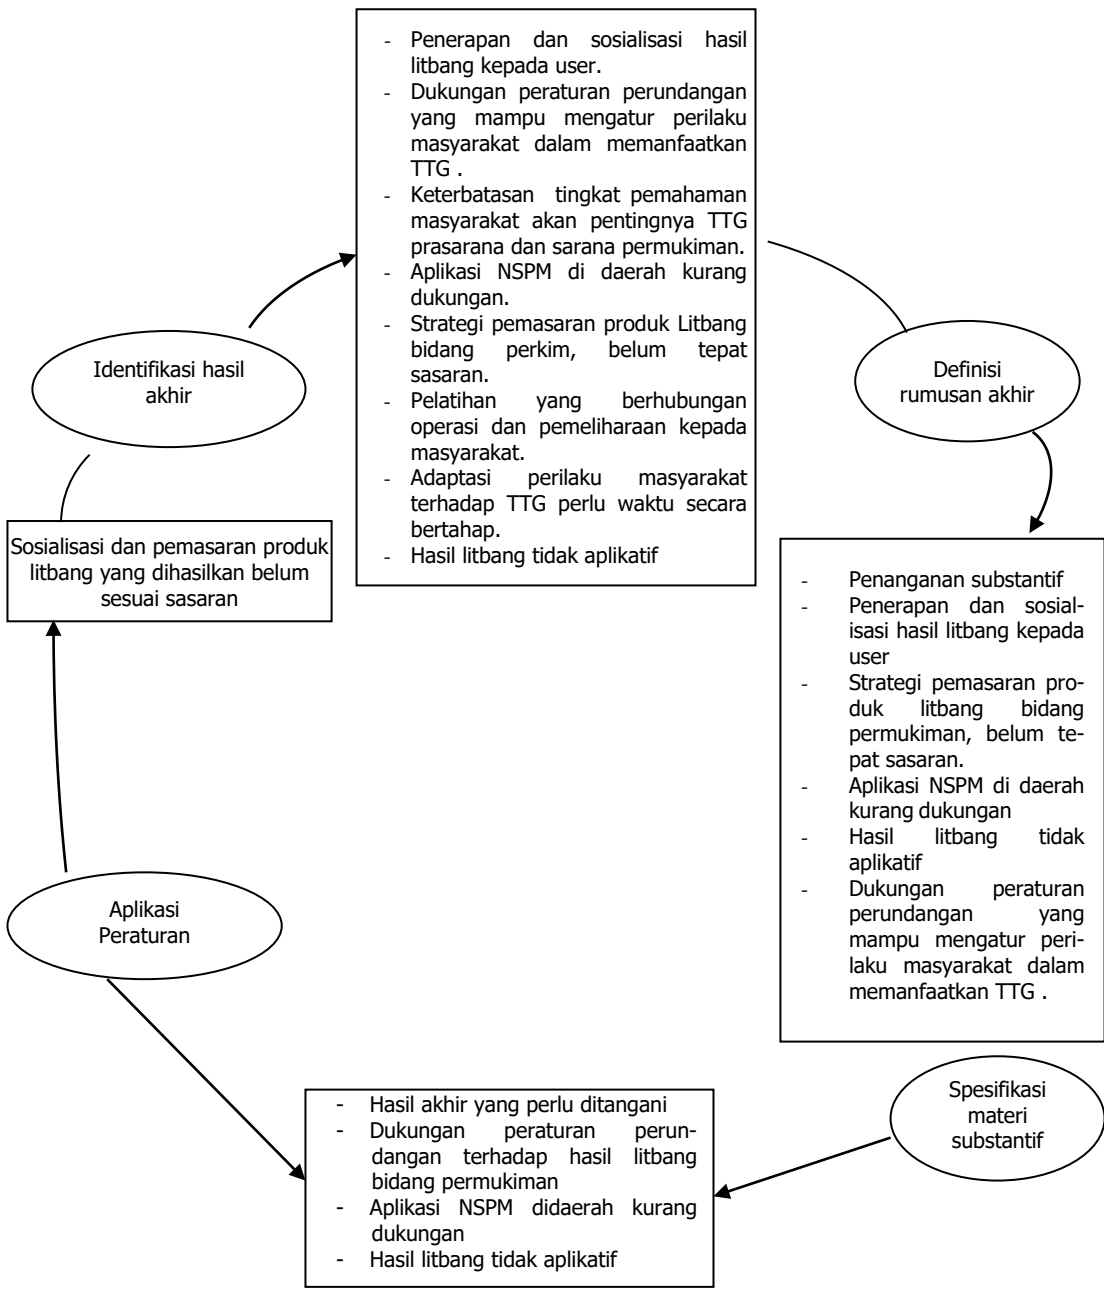 - Penerapan dan sosialisasi hasil
litbang kepada user.
- Dukungan peraturan perundangan
yang mampu mengatur perilaku
masyarakat dalam memanfaatkan
TTG .
- Keterbatasan tingkat pemahaman
masyarakat akan pentingnya TTG
prasarana dan sarana permukiman.
- Aplikasi NSPM di daerah kurang
dukungan.
- Strategi pemasaran produk Litbang
bidang perkim, belum tepat
sasaran.
- Pelatihan yang berhubungan
operasi dan pemeliharaan kepada
masyarakat.
- Adaptasi perilaku masyarakat
terhadap TTG perlu waktu secara
bertahap.
- Hasil litbang tidak aplikatif
Identifikasi hasil
akhir
Definisi
rumusan akhir
Sosialisasi dan pemasaran produk
litbang yang dihasilkan belum
sesuai sasaran
- Penanganan substantif
- Penerapan dan sosial-
isasi hasil litbang kepada
user
- Strategi pemasaran pro-
duk litbang bidang
permukiman, belum te-
pat sasaran.
- Aplikasi NSPM di daerah
kurang dukungan
- Hasil litbang tidak
aplikatif
- Dukungan peraturan
perundangan yang
mampu mengatur peri-
laku masyarakat dalam
memanfaatkan TTG .
Aplikasi
Peraturan
Spesifikasi
materi
substantif
- Hasil akhir yang perlu ditangani
- Dukungan peraturan perun-
dangan terhadap hasil litbang
bidang permukiman
- Aplikasi NSPM didaerah kurang
dukungan
- Hasil litbang tidak aplikatif